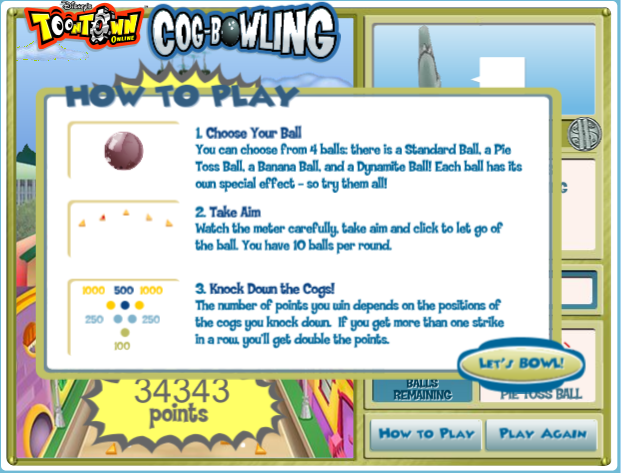 Disney's
TOONTOWN
ONLINE
COG-BOWLING
HOW TO PLAY
1. Choose Your Ball
You can choose from 4 balls: there is a Standard Ball, a Pie
Toss Ball, a Banana Ball, and a Dynamite Ball! Each ball has its
own special effect - so try them all!
2. Take Aim
Watch the meter carefully, take aim and click to let go of
the ball. You have 10 balls per round.
1000 500 1000
250 250
100
3. Knock Down the Cogs!
The number of points you win depends on the positions of
the cogs you knock down. If you get more than one strike
in a row, you'll get double the points.
LET'S BOWL!
34343
points
BALLS
REMAINING
PIE TOSS BALL
HOW TO PLAY
PLAY AGAIN